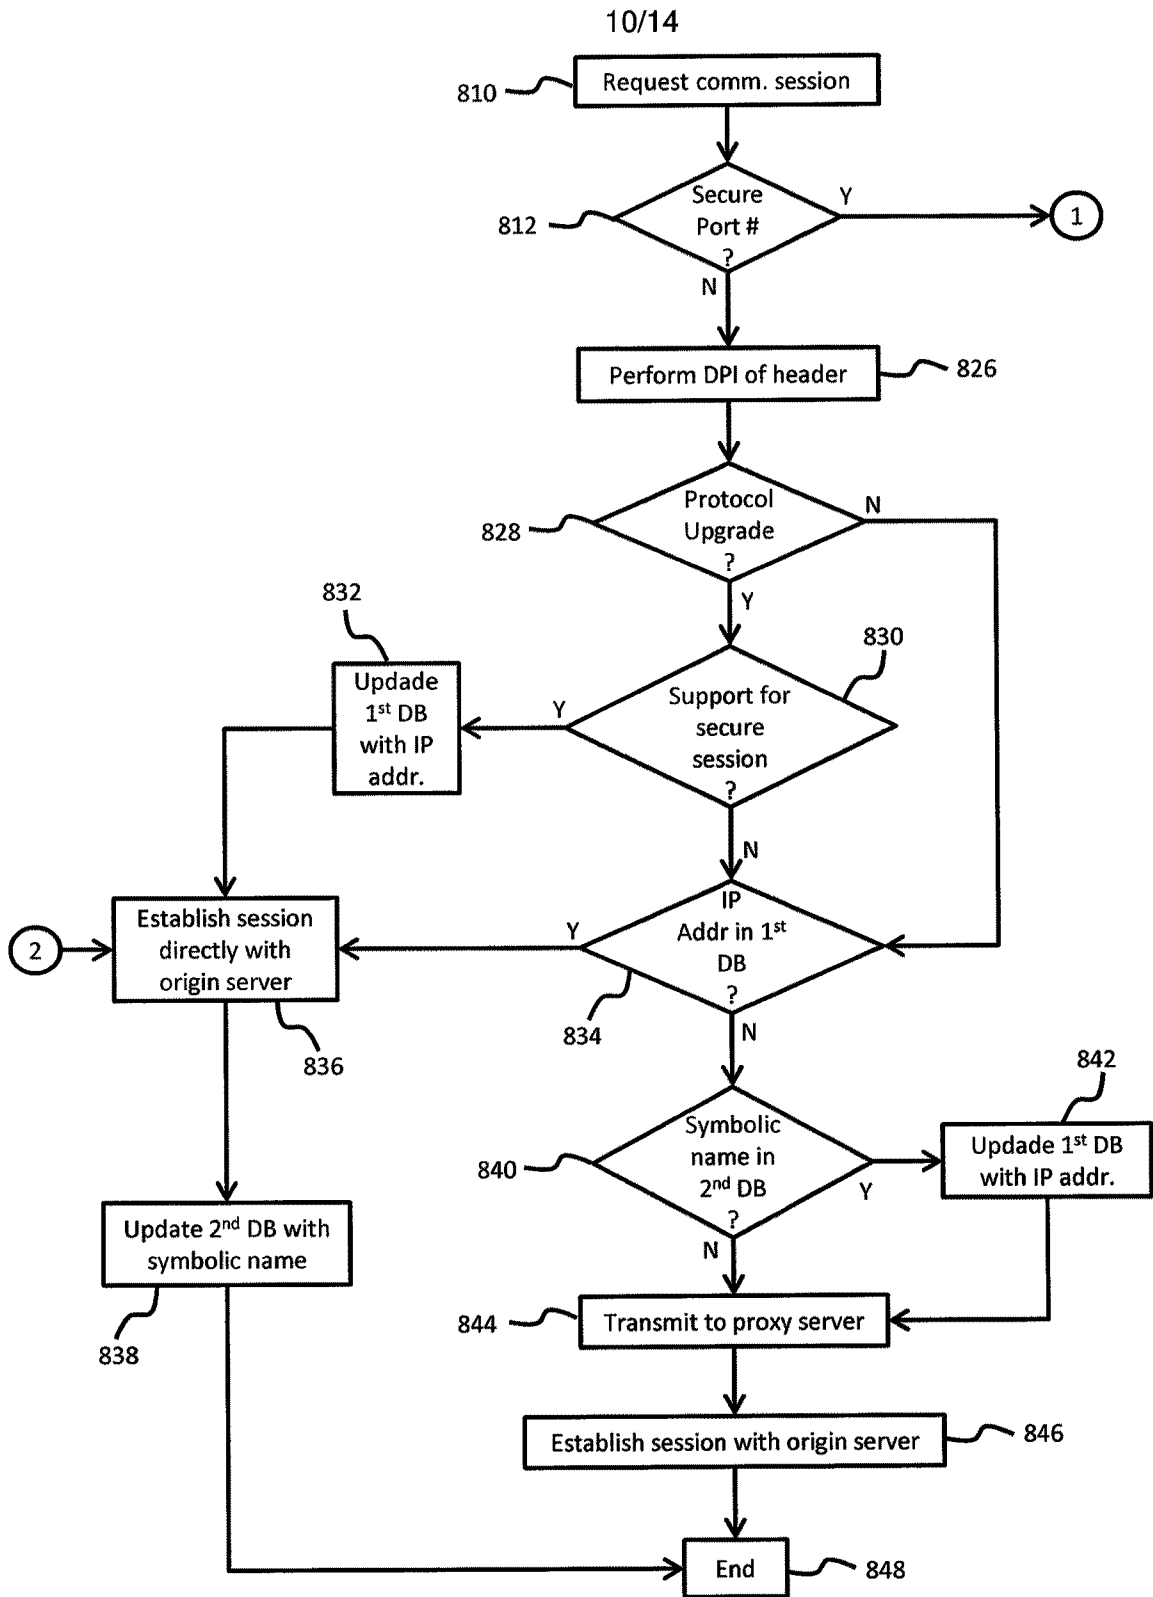 10/14
Request comm. session
810
Secure
Port #
?
812
Y
1
N
Perform DPI of header
826
Protocol
Upgrade
?
828
N
Y
832
830
Updade
1st DB
with IP
addr.
Y
Support for
secure
session
?
N
2
Establish session
directly with
origin server
836
Y
IP
Addr in 1st
DB
?
834
N
842
Symbolic
name in
2nd DB
?
840
Y
Updade 1st DB
with IP addr.
N
Update 2nd DB with
symbolic name
838
844
Transmit to proxy server
Establish session with origin server
846
End
848